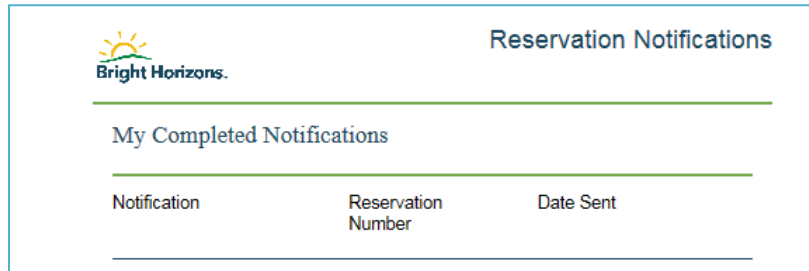 Reservation Notifications
Bright Horizons.
My Completed Notifications
Notification Reservation Number Date Sent